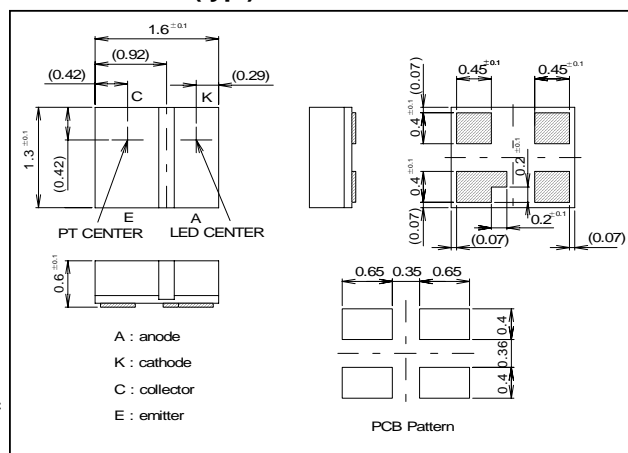 1.6 ±0.1
(0.92)
(0.42)
(0.29)
C
K
1.3 ±0.1
(0.42)
E
A
PT CENTER
LED CENTER
0.45 ±0.1
0.45 ±0.1
(0.07)
0.4 ±0.1
0.4 ±0.1
(0.07)
0.2 ±0.1
0.2 ±0.1
(0.07)
(0.07)
0.6 ±0.1
A : anode
K : cathode
C : collector
E : emitter
0.65
0.35
0.65
0.4
0.36
0.4
PCB Pattern